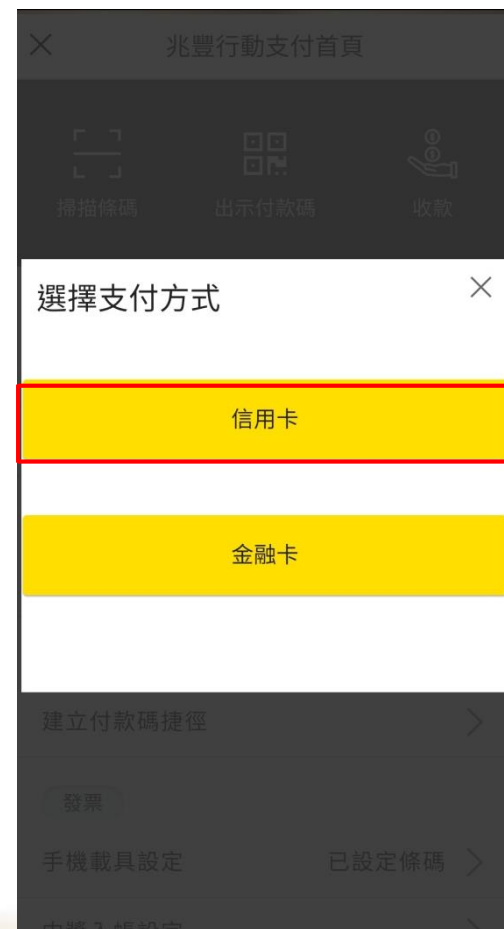 兆豐行動支付首頁
掃描條碼 出示付款碼 收款
選擇支付方式
信用卡
金融卡
建立付款碼捷徑
發票
手機載具設定 已設定條碼